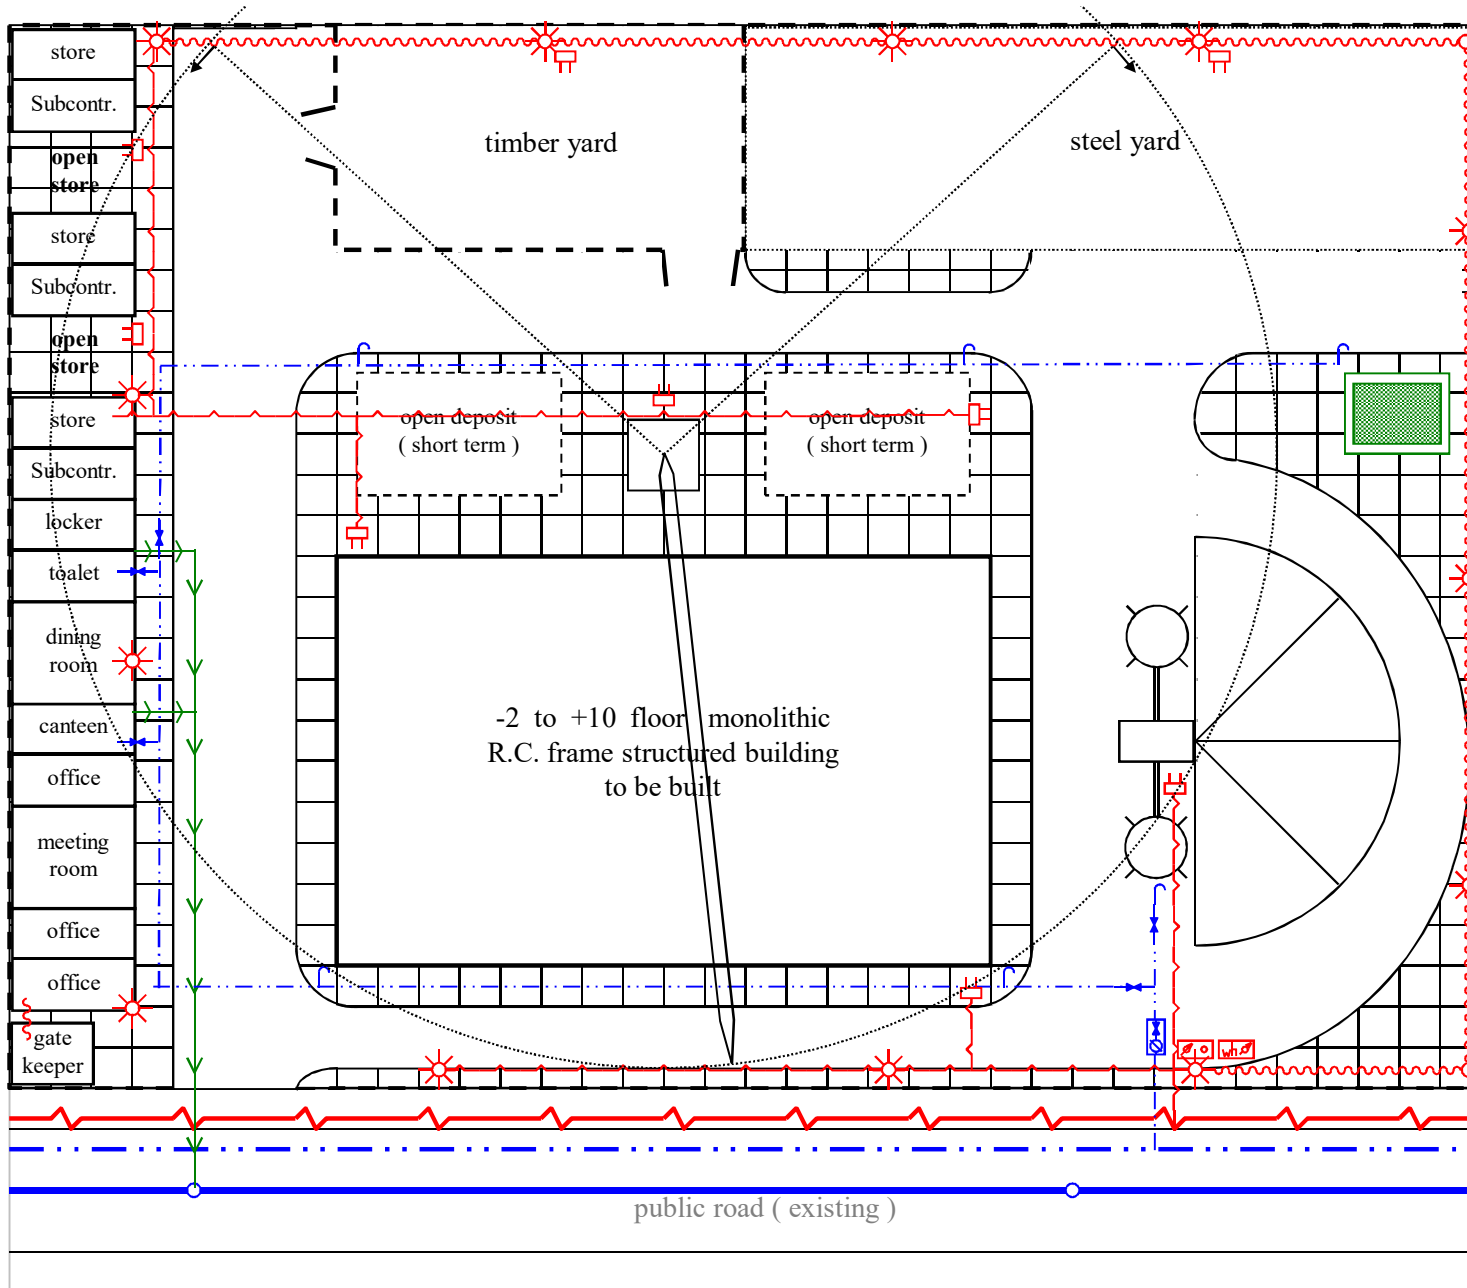 store
Subcontr.
open
store
store
Subcontr.
open
store
store
Subcontr.
locker
toalet
dining
room
canteen
office
meeting
room
office
office
gate
keeper
timber yard
steel yard
open deposit
( short term )
open deposit
( short term )
-2 to +10 floor monolithic
R.C. frame structured building
to be built
wh
public road ( existing )